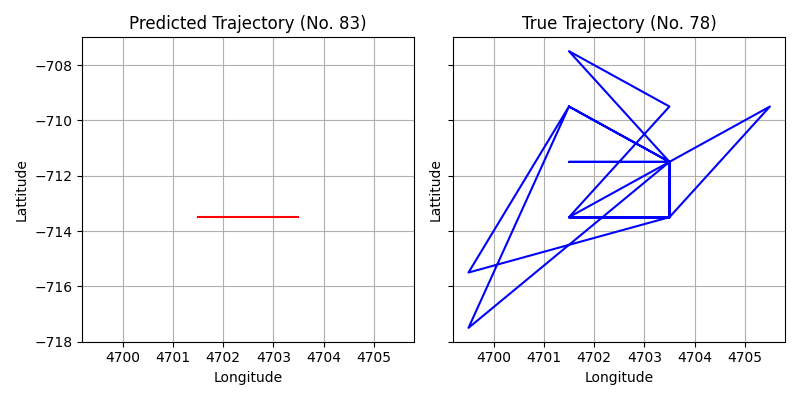 Predicted Trajectory (No. 83)
True Trajectory (No. 78)
Lattitude
−708
−710
−712
−714
−716
−718
4700 4701 4702 4703 4704 4705
Longitude
Lattitude
4700 4701 4702 4703 4704 4705
Longitude